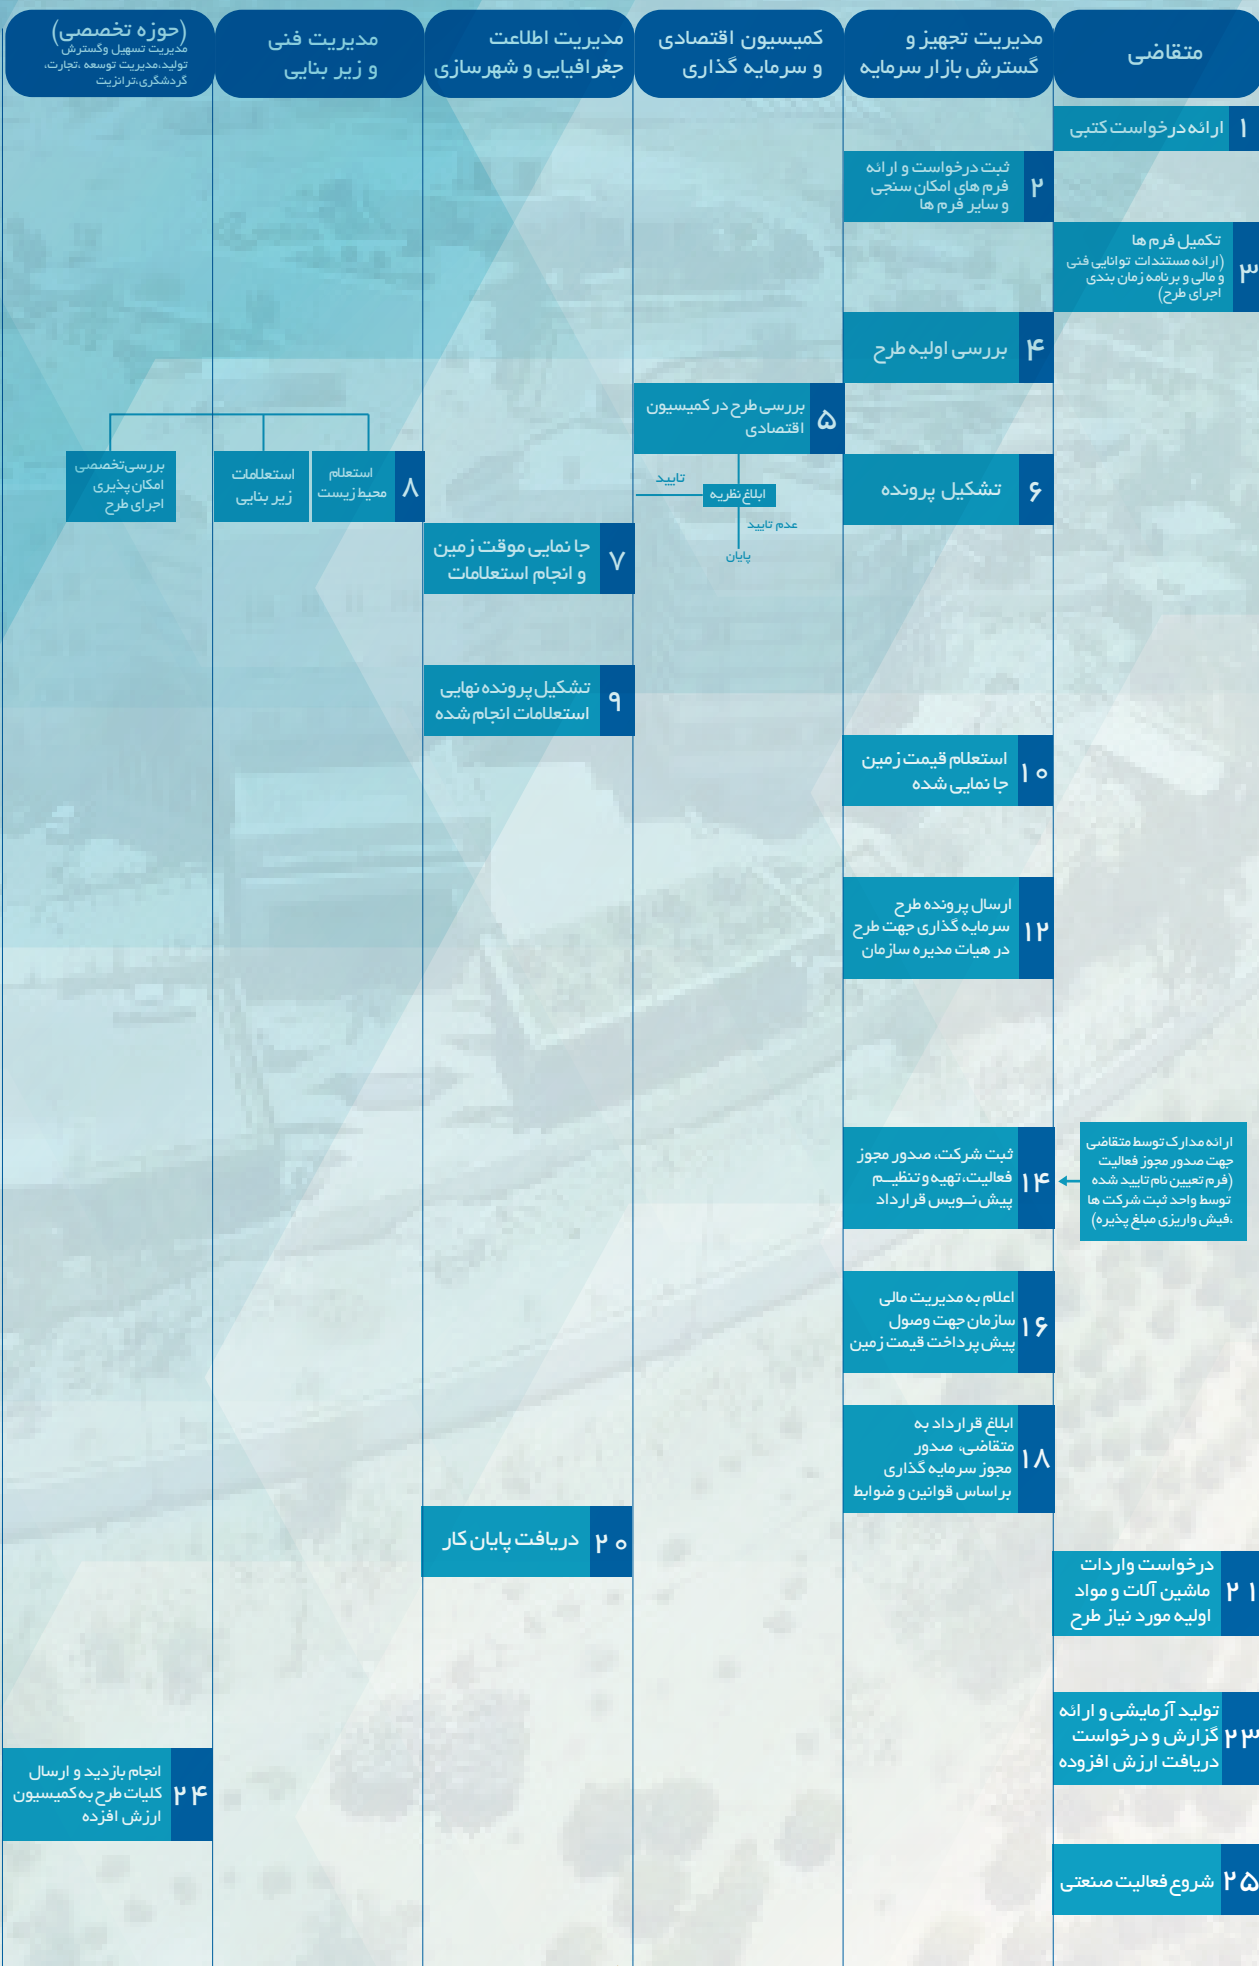 متقاضی
مدیریت تجهیز و
گسترش بازار سرمایه
کمیسیون اقتصادی
و سرمایه گذاری
مدیریت اطلاعت
جغرافیایی و شهرسازی
مدیریت فنی
و زیر بنایی
(حوزه تخصصی)
مدیریت تسهیل وگسترش
تولید،مدیریت توسعه ،تجارت،
گردشگری،ترانزیت
۱
ارائه درخواست کتبی
۲
ثبت درخواست و ارائه
فرم های امکان سنجی
و سایر فرم ها
۳
تکمیل فرم ها
(ارائه مستندات توانایی فنی
و مالی و برنامه زمان بندی
اجرای طرح)
۴
بررسی اولیه طرح
۵
بررسی طرح در کمیسیون
اقتصادی
ابلاغ نظریه
تایید
عدم تایید
پایان
۶
تشکیل پرونده
۷
جا نمایی موقت زمین
و انجام استعلامات
۸
استعلام
محیط زیست
استعلامات
زیر بنایی
بررسی تخصصی
امکان پذیری
اجرای طرح
۹
تشکیل پرونده نهایی
استعلامات انجام شده
۱۰
استعلام قیمت زمین
جا نمایی شده
۱۲
ارسال پرونده طرح
سرمایه گذاری جهت طرح
در هیات مدیره سازمان
ارائه مدارک توسط متقاضی
جهت صدور مجوز فعالیت
(فرم تعیین نام تایید شده
توسط واحد ثبت شرکت ها
،فیش واریزی مبلغ پذیره)
۱۴
ثبت شرکت، صدور مجوز
فعالیت، تهیه و تنظیـــم
پیش نـــویس قرارداد
۱۶
اعلام به مدیریت مالی
سازمان جهت وصول
پیش پرداخت قیمت زمین
۱۸
ابلاغ قرارداد به
متقاضی، صدور
مجوز سرمایه گذاری
براساس قوانین و ضوابط
۲۰
دریافت پایان کار
۲۱
درخواست واردات
ماشین آلات و مواد
اولیه مورد نیاز طرح
۲۳
تولید آزمایشی و ارائه
گزارش و درخواست
دریافت ارزش افزوده
۲۴
انجام بازدید و ارسال
کلیات طرح به کمیسیون
ارزش افزده
۲۵
شروع فعالیت صنعتی